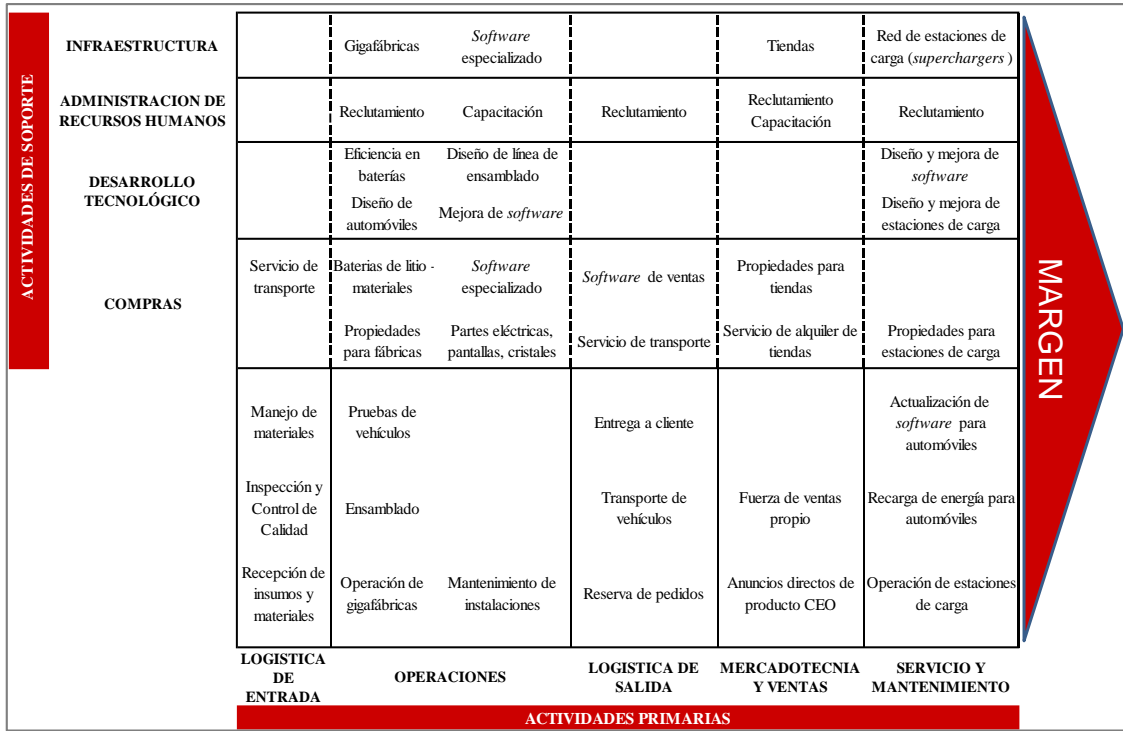 ACTIVIDADES DE SOPORTE
INFRAESTRUCTURA
Gigafábricas
Software
especializado
Tiendas
Red de estaciones de
carga (superchargers )
ADMINISTRACION DE
RECURSOS HUMANOS
Reclutamiento
Capacitación
Reclutamiento
Reclutamiento
Capacitación
Reclutamiento
DESARROLLO
TECNOLÓGICO
Eficiencia en
baterías
Diseño de línea de
ensamblado
Diseño y mejora de
software
Diseño de
automóviles
Mejora de software
Diseño y mejora de
estaciones de carga
COMPRAS
Servicio de
transporte
Baterias de litio -
materiales
Software
especializado
Software de ventas
Propiedades para
tiendas
Propiedades
para fábricas
Partes eléctricas,
pantallas, cristales
Servicio de transporte
Servicio de alquiler de
tiendas
Propiedades para
estaciones de carga
Manejo de
materiales
Pruebas de
vehículos
Entrega a cliente
Actualización de
software para
automóviles
Inspección y
Control de
Calidad
Ensamblado
Transporte de
vehículos
Fuerza de ventas
propio
Recarga de energía para
automóviles
Recepción de
insumos y
materiales
Operación de
gigafábricas
Mantenimiento de
instalaciones
Reserva de pedidos
Anuncios directos de
producto CEO
Operación de estaciones
de carga
MARGEN
LOGISTICA
DE
ENTRADA
OPERACIONES
LOGISTICA DE
SALIDA
MERCADOTECNIA
Y VENTAS
SERVICIO Y
MANTENIMIENTO
ACTIVIDADES PRIMARIAS